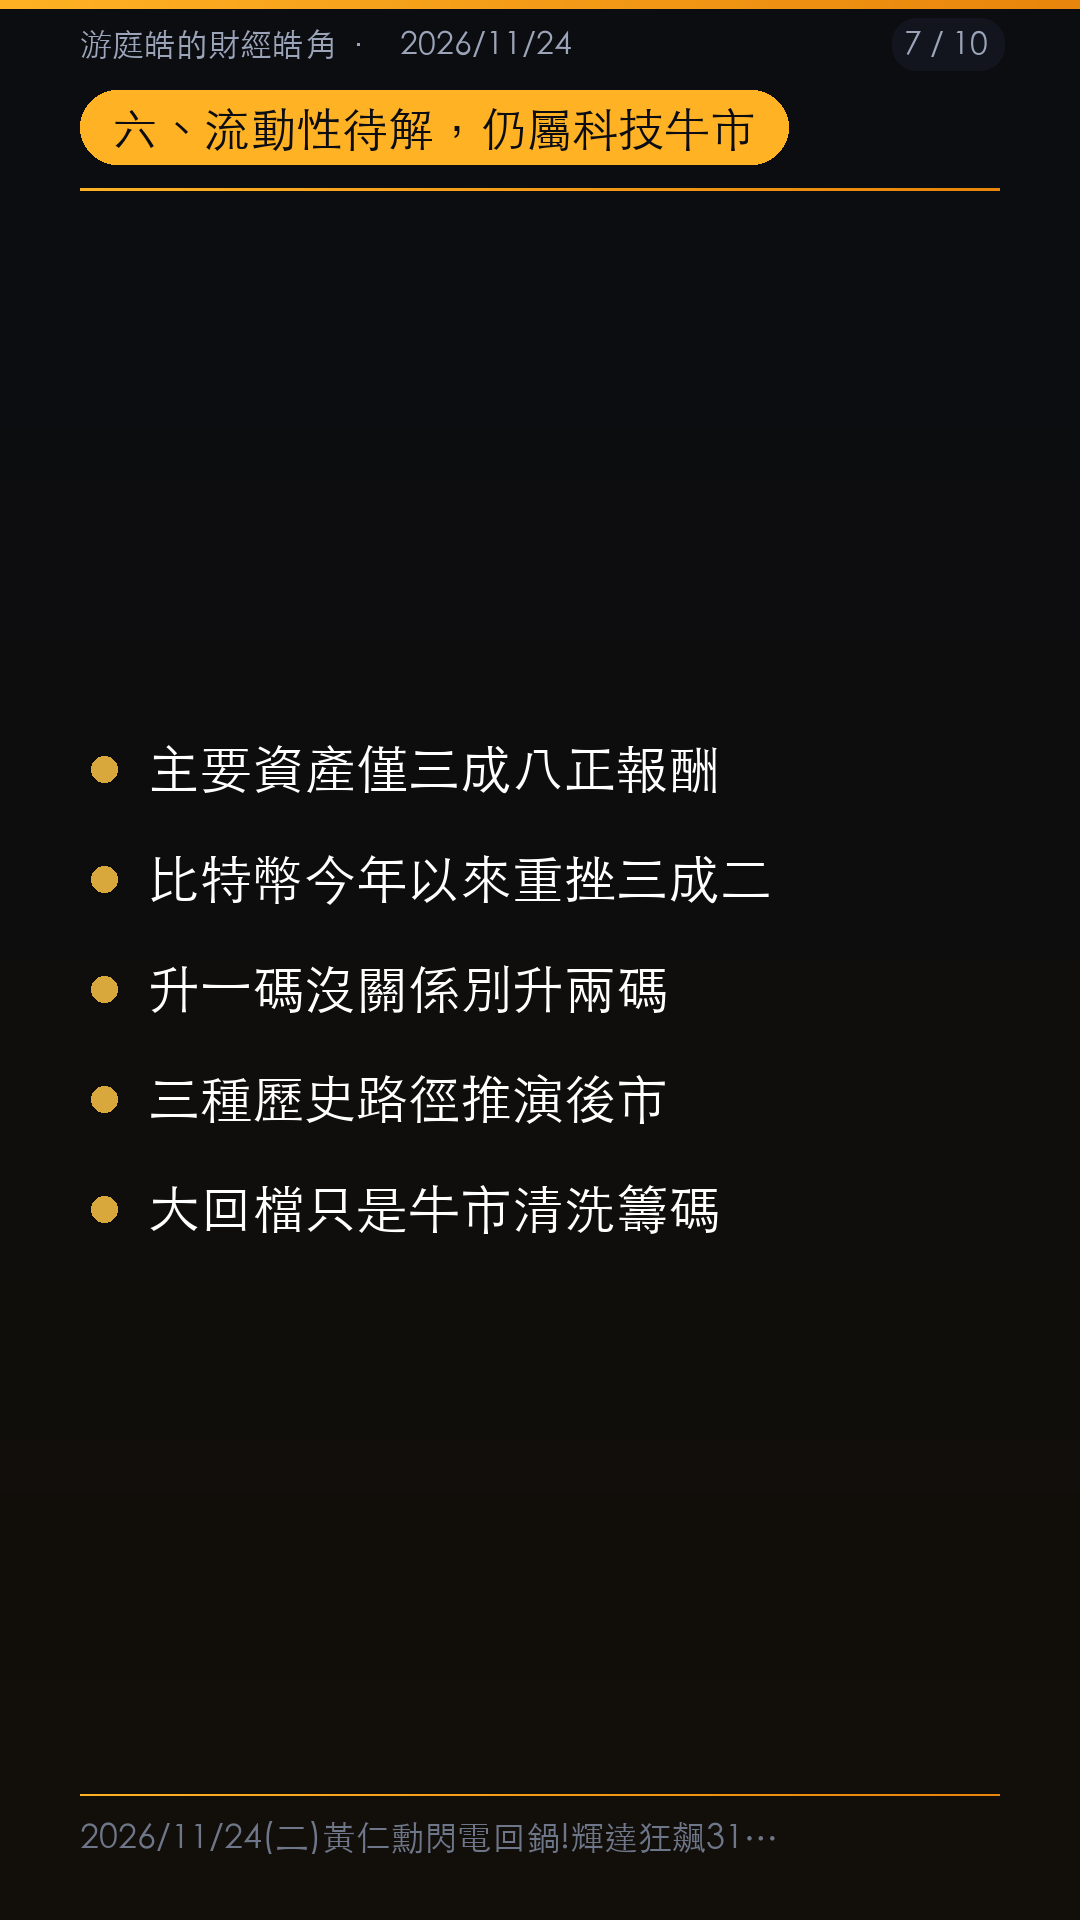 游庭皓的財經皓角 · 2026/11/24
7 / 10
六、流動性待解，仍屬科技牛市
主要資產僅三成八正報酬
比特幣今年以來重挫三成二
升一碼沒關係別升兩碼
三種歷史路徑推演後市
大回檔只是牛市清洗籌碼
2026/11/24(二)黃仁勳閃電回鍋!輝達狂飆31⋯